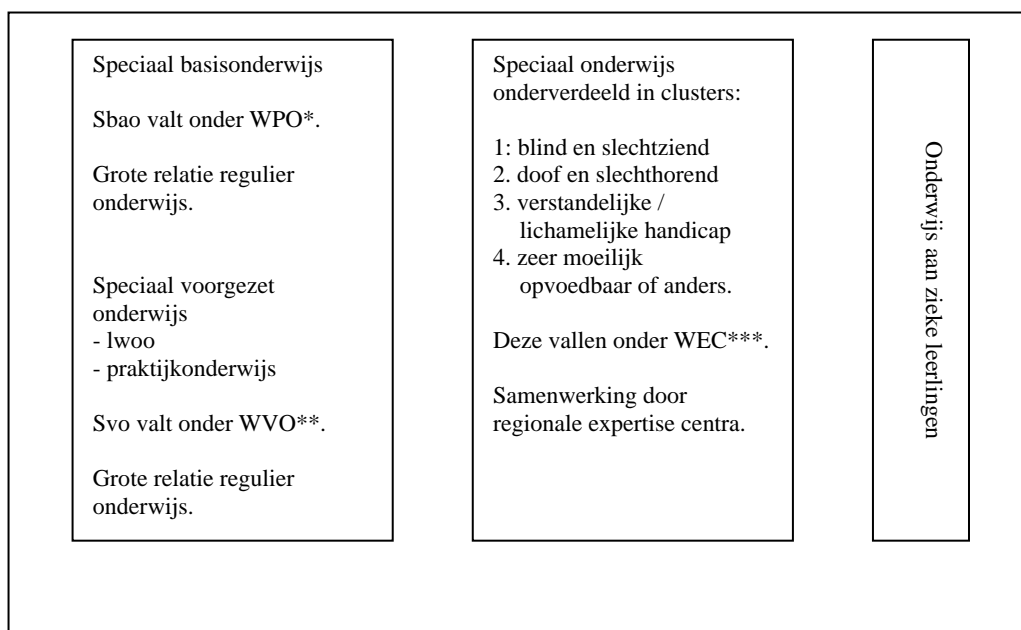 Speciaal basisonderwijs
Sbao valt onder WPO*.
Grote relatie regulier
onderwijs.
Speciaal voorgezet
onderwijs
- lwoo
- praktijkonderwijs
Svo valt onder WVO**.
Grote relatie regulier
onderwijs.
Speciaal onderwijs
onderverdeeld in clusters:
1: blind en slechtziend
2. doof en slechthorend
3. verstandelijke /
lichamelijke handicap
4. zeer moeilijk
opvoedbaar of anders.
Deze vallen onder WEC***.
Samenwerking door
regionale expertise centra.
Onderwijs aan zieke leerlingen